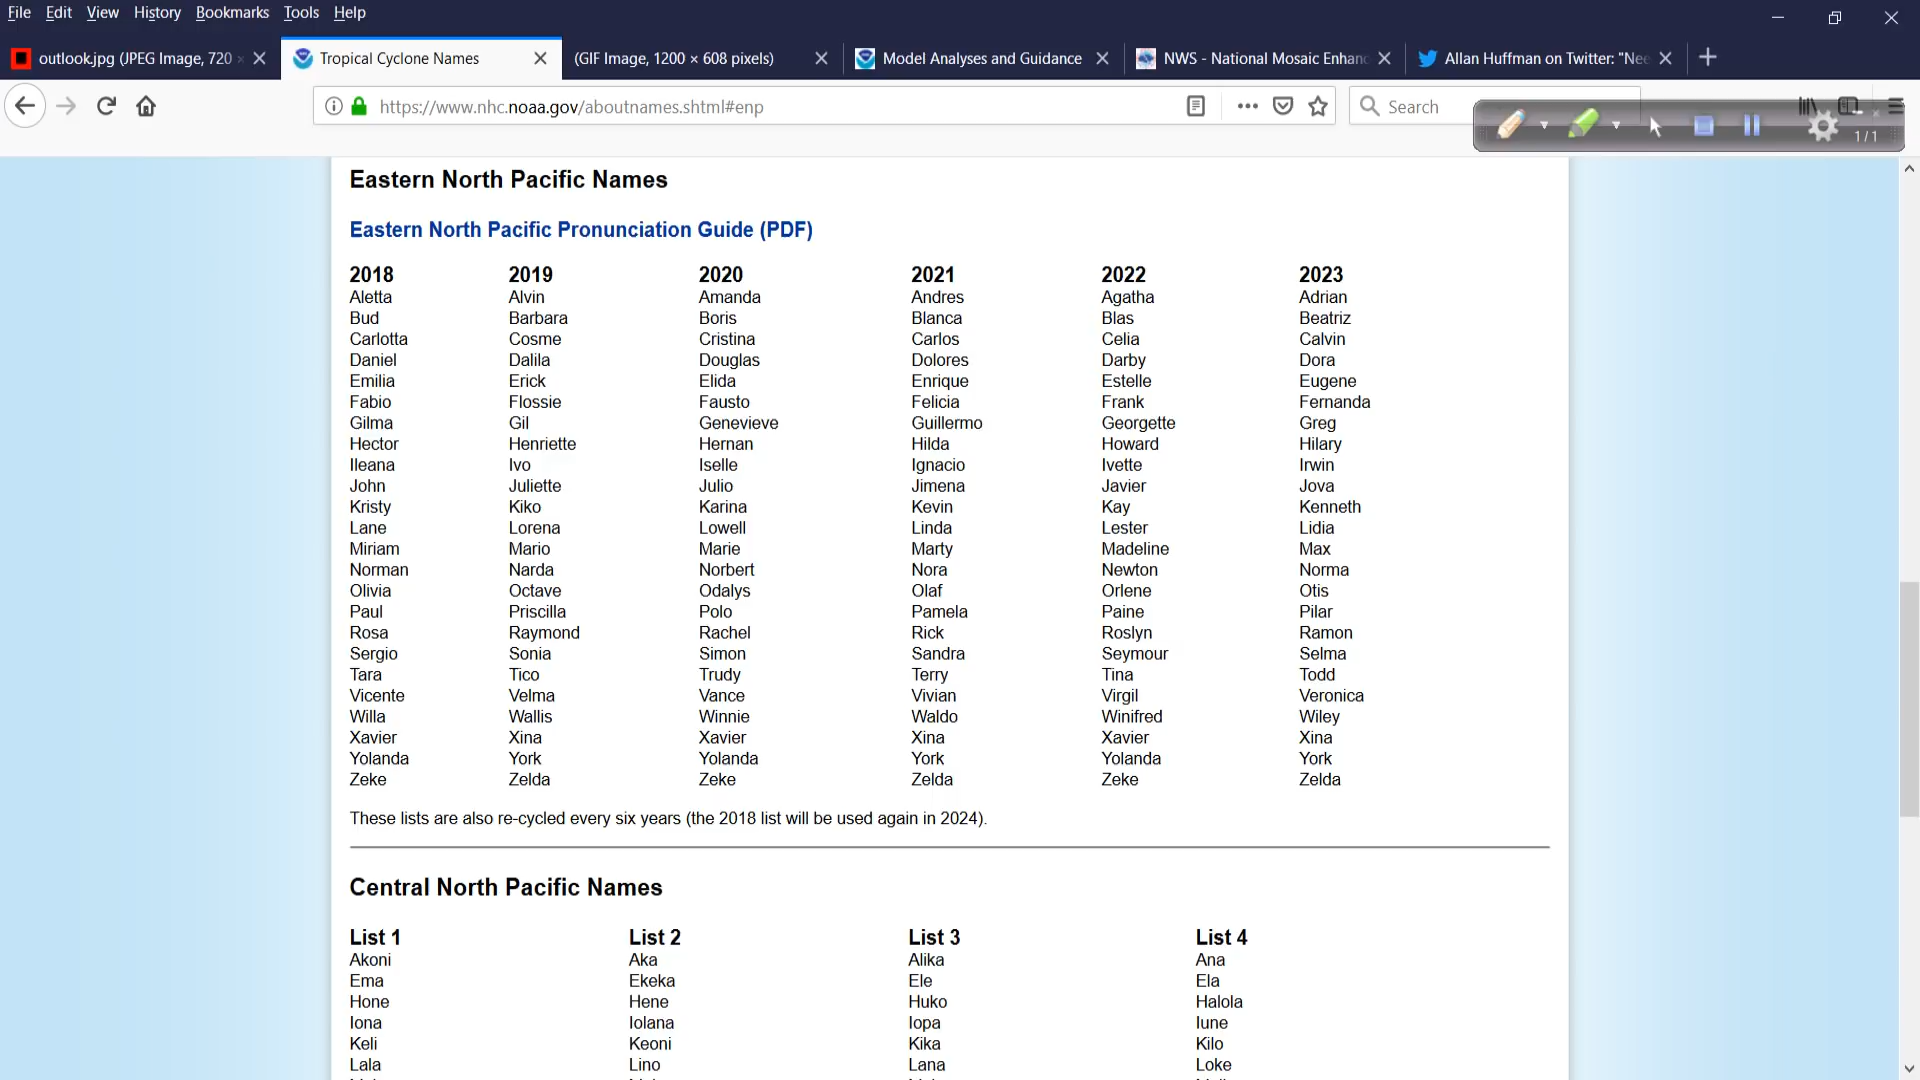 File Edit View History Bookmarks Tools Help
outlook.jpg (JPEG Image, 720 Tropical Cyclone Names (GIF Image, 1200 × 608 pixels) Model Analyses and Guidance NWS - National Mosaic Enhanc Allan Huffman on Twitter: "Nee
https://www.nhc.noaa.gov/aboutnames.shtml#enp Search
1/1
Eastern North Pacific Names
Eastern North Pacific Pronunciation Guide (PDF)
2018 2019 2020 2021 2022 2023
Aletta Alvin Amanda Andres Agatha Adrian
Bud Barbara Boris Blanca Blas Beatriz
Carlotta Cosme Cristina Carlos Celia Calvin
Daniel Dalila Douglas Dolores Darby Dora
Emilia Erick Elida Enrique Estelle Eugene
Fabio Flossie Fausto Felicia Frank Fernanda
Gilma Gil Genevieve Guillermo Georgette Greg
Hector Henriette Hernan Hilda Howard Hilary
Ileana Ivo Iselle Ignacio Ivette Irwin
John Juliette Julio Jimena Javier Jova
Kristy Kiko Karina Kevin Kay Kenneth
Lane Lorena Lowell Linda Lester Lidia
Miriam Mario Marie Marty Madeline Max
Norman Narda Norbert Nora Newton Norma
Olivia Octave Odalys Olaf Orlene Otis
Paul Priscilla Polo Pamela Paine Pilar
Rosa Raymond Rachel Rick Roslyn Ramon
Sergio Sonia Simon Sandra Seymour Selma
Tara Tico Trudy Terry Tina Todd
Vicente Velma Vance Vivian Virgil Veronica
Willa Wallis Winnie Waldo Winifred Wiley
Xavier Xina Xavier Xina Xavier Xina
Yolanda York Yolanda York Yolanda York
Zeke Zelda Zeke Zelda Zeke Zelda
These lists are also re-cycled every six years (the 2018 list will be used again in 2024).
Central North Pacific Names
List 1 List 2 List 3 List 4
Akoni Aka Alika Ana
Ema Ekeka Ele Ela
Hone Hene Huko Halola
Iona Iolana Iopa Iune
Keli Keoni Kika Kilo
Lala Lino Lana Loke